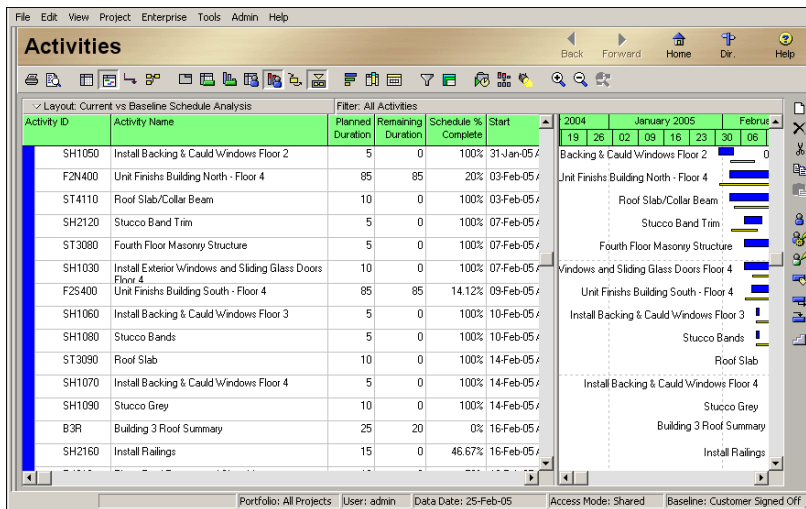 File Edit View Project Enterprise Tools Admin Help
Activities
Back Forward Home Dir. Help
Layout: Current vs Baseline Schedule Analysis Filter: All Activities
Activity ID Activity Name Planned Duration Remaining Duration Schedule % Complete Start
2004 January 2005 Februa
19 26 02 09 16 23 30 06
SH1050 Install Backing & Cauld Windows Floor 2 5 0 100% 31-Jan-05 A Backing & Cauld Windows Floor 2 0
F2N400 Unit Finishs Building North - Floor 4 85 85 20% 03-Feb-05 A Unit Finishs Building North - Floor 4
ST4110 Roof Slab/Collar Beam 10 0 100% 03-Feb-05 A Roof Slab/Collar Beam
SH2120 Stucco Band Trim 5 0 100% 07-Feb-05 A Stucco Band Trim
ST3080 Fourth Floor Masonry Structure 5 0 100% 07-Feb-05 A Fourth Floor Masonry Structure
SH1030 Install Exterior Windows and Sliding Glass Doors Floor 4 10 0 100% 07-Feb-05 A Windows and Sliding Glass Doors Floor 4
F2S400 Unit Finishs Building South - Floor 4 85 85 14.12% 09-Feb-05 A Unit Finishs Building South - Floor 4
SH1060 Install Backing & Cauld Windows Floor 3 5 0 100% 10-Feb-05 A Install Backing & Cauld Windows Floor 3
SH1080 Stucco Bands 5 0 100% 10-Feb-05 A Stucco Bands
ST3090 Roof Slab 10 0 100% 14-Feb-05 A Roof Slab
SH1070 Install Backing & Cauld Windows Floor 4 5 0 100% 14-Feb-05 A Install Backing & Cauld Windows Floor 4
SH1090 Stucco Grey 10 0 100% 14-Feb-05 A Stucco Grey
B3R Building 3 Roof Summary 25 20 0% 16-Feb-05 A Building 3 Roof Summary
SH2160 Install Railings 15 0 46.67% 16-Feb-05 A Install Railings
Portfolio: All Projects User: admin Data Date: 25-Feb-05 Access Mode: Shared Baseline: Customer Signed Off